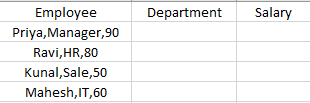 Employee Department Salary
Priya,Manager,90
Ravi,HR,80
Kunal,Sale,50
Mahesh,IT,60